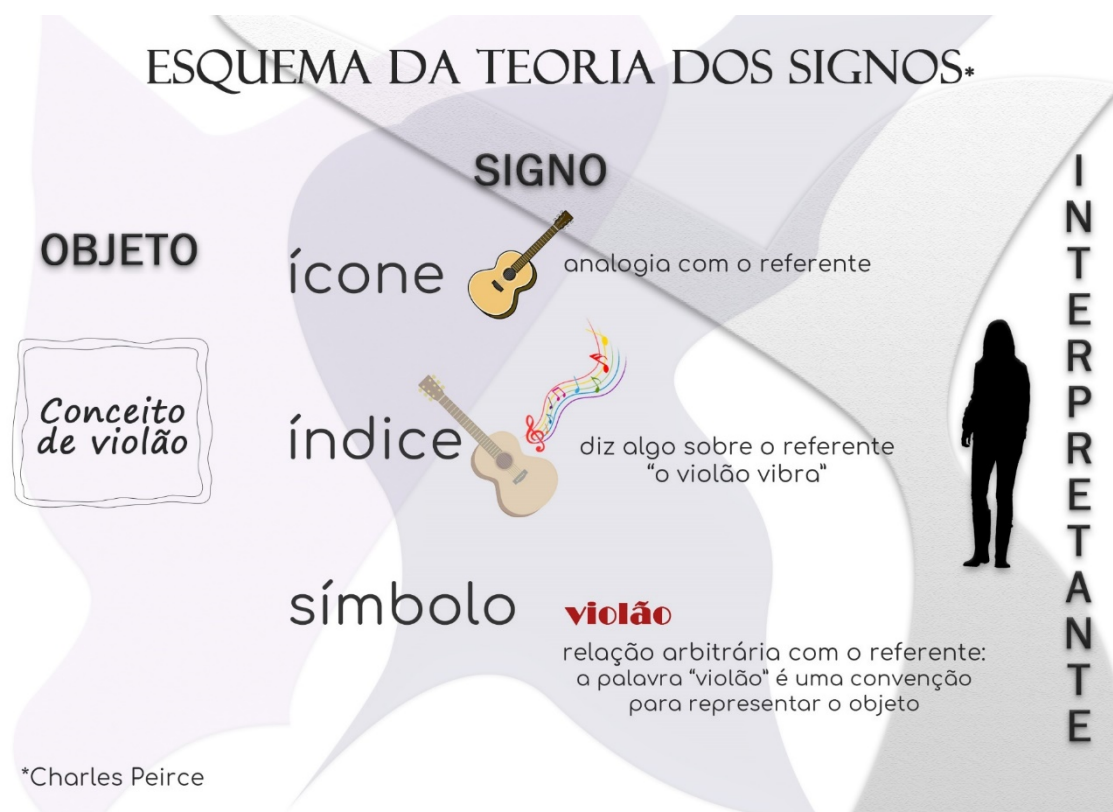 ESQUEMA DA TEORIA DOS SIGNOS*
SIGNO
OBJETO
ícone
analogia com o referente
Conceito
de violão
índice
diz algo sobre o referente
“o violão vibra”
símbolo
violão
relação arbitrária com o referente:
a palavra “violão” é uma convenção
para representar o objeto
INTERPRETANTE
*Charles Peirce